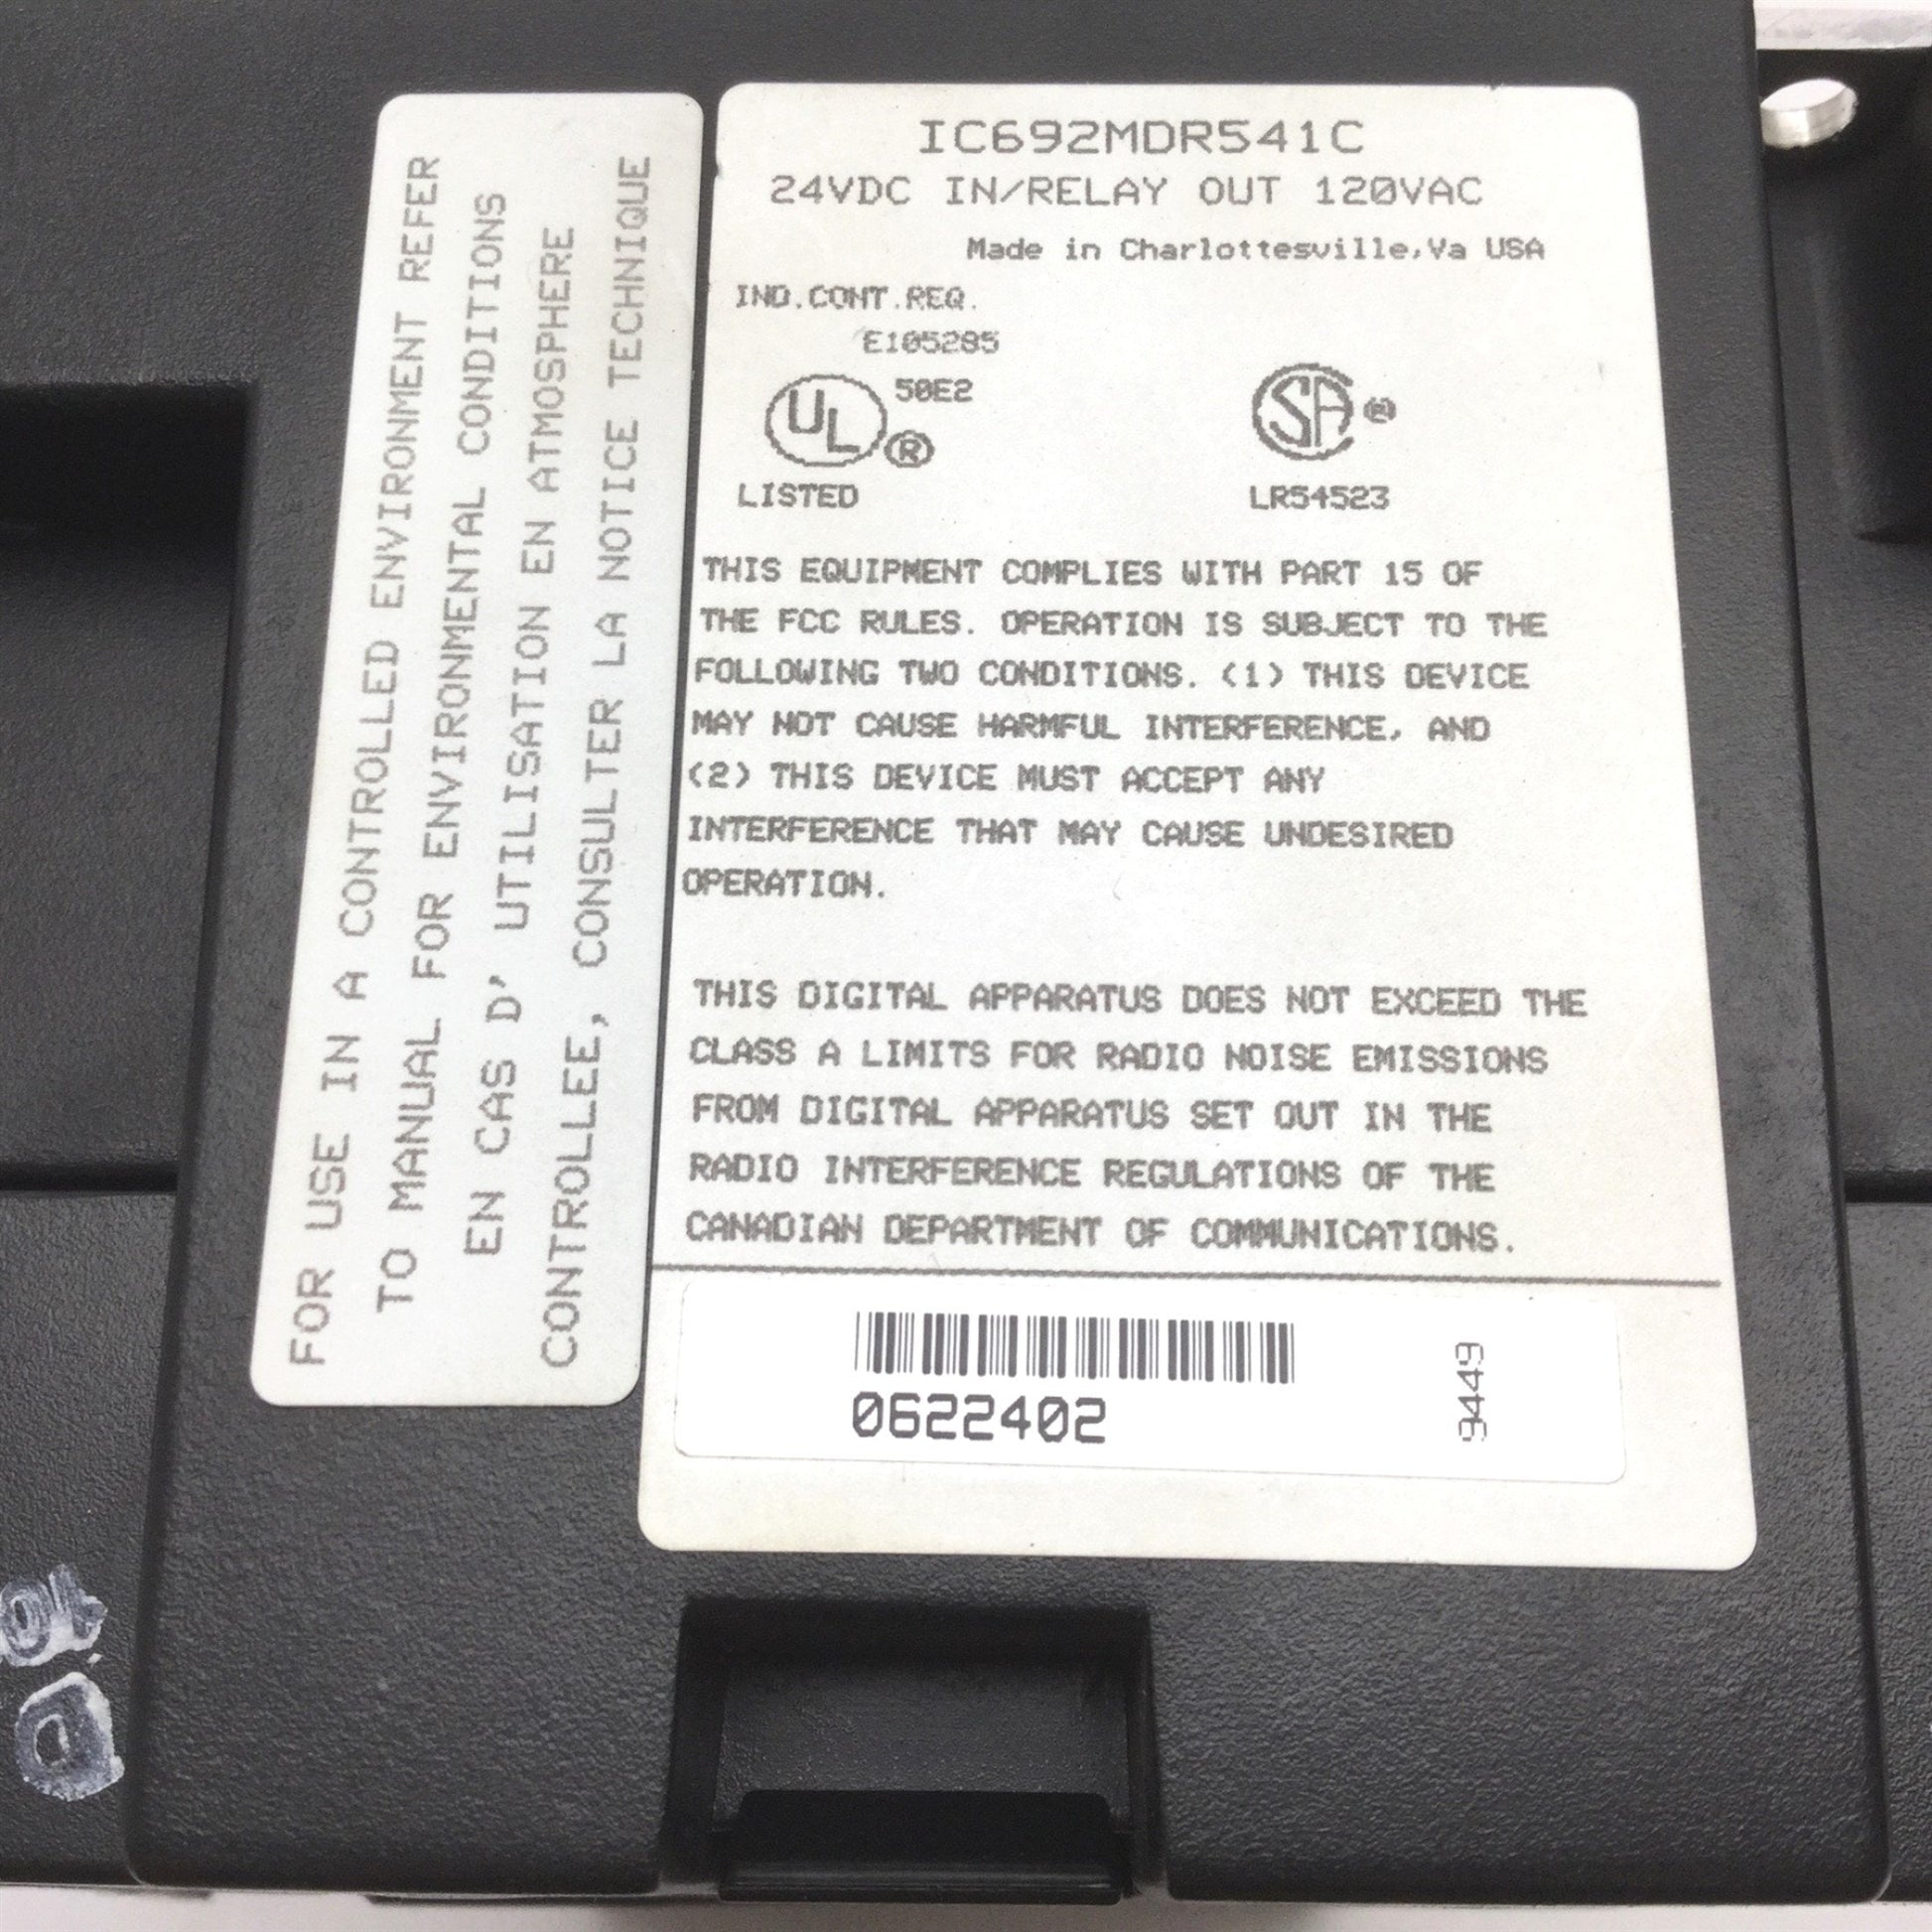 FOR USE IN A CONTROLLED ENVIRONMENT REFER
TO MANUAL FOR ENVIRONMENTAL CONDITIONS
EN CAS D' UTILISATION EN ATMOSPHERE
CONTROLLEE, CONSULTER LA NOTICE TECHNIQUE
IC692MDR541C
24VDC IN/RELAY OUT 120VAC
Made in Charlottesville,Va USA
IND.CONT.REQ.
E105285
UL 50E2
®
SA ®
LISTED
LR54523
THIS EQUIPMENT COMPLIES WITH PART 15 OF
THE FCC RULES. OPERATION IS SUBJECT TO THE
FOLLOWING TWO CONDITIONS. (1) THIS DEVICE
MAY NOT CAUSE HARMFUL INTERFERENCE, AND
(2) THIS DEVICE MUST ACCEPT ANY
INTERFERENCE THAT MAY CAUSE UNDESIRED
OPERATION.
THIS DIGITAL APPARATUS DOES NOT EXCEED THE
CLASS A LIMITS FOR RADIO NOISE EMISSIONS
FROM DIGITAL APPARATUS SET OUT IN THE
RADIO INTERFERENCE REGULATIONS OF THE
CANADIAN DEPARTMENT OF COMMUNICATIONS.
0622402
9449